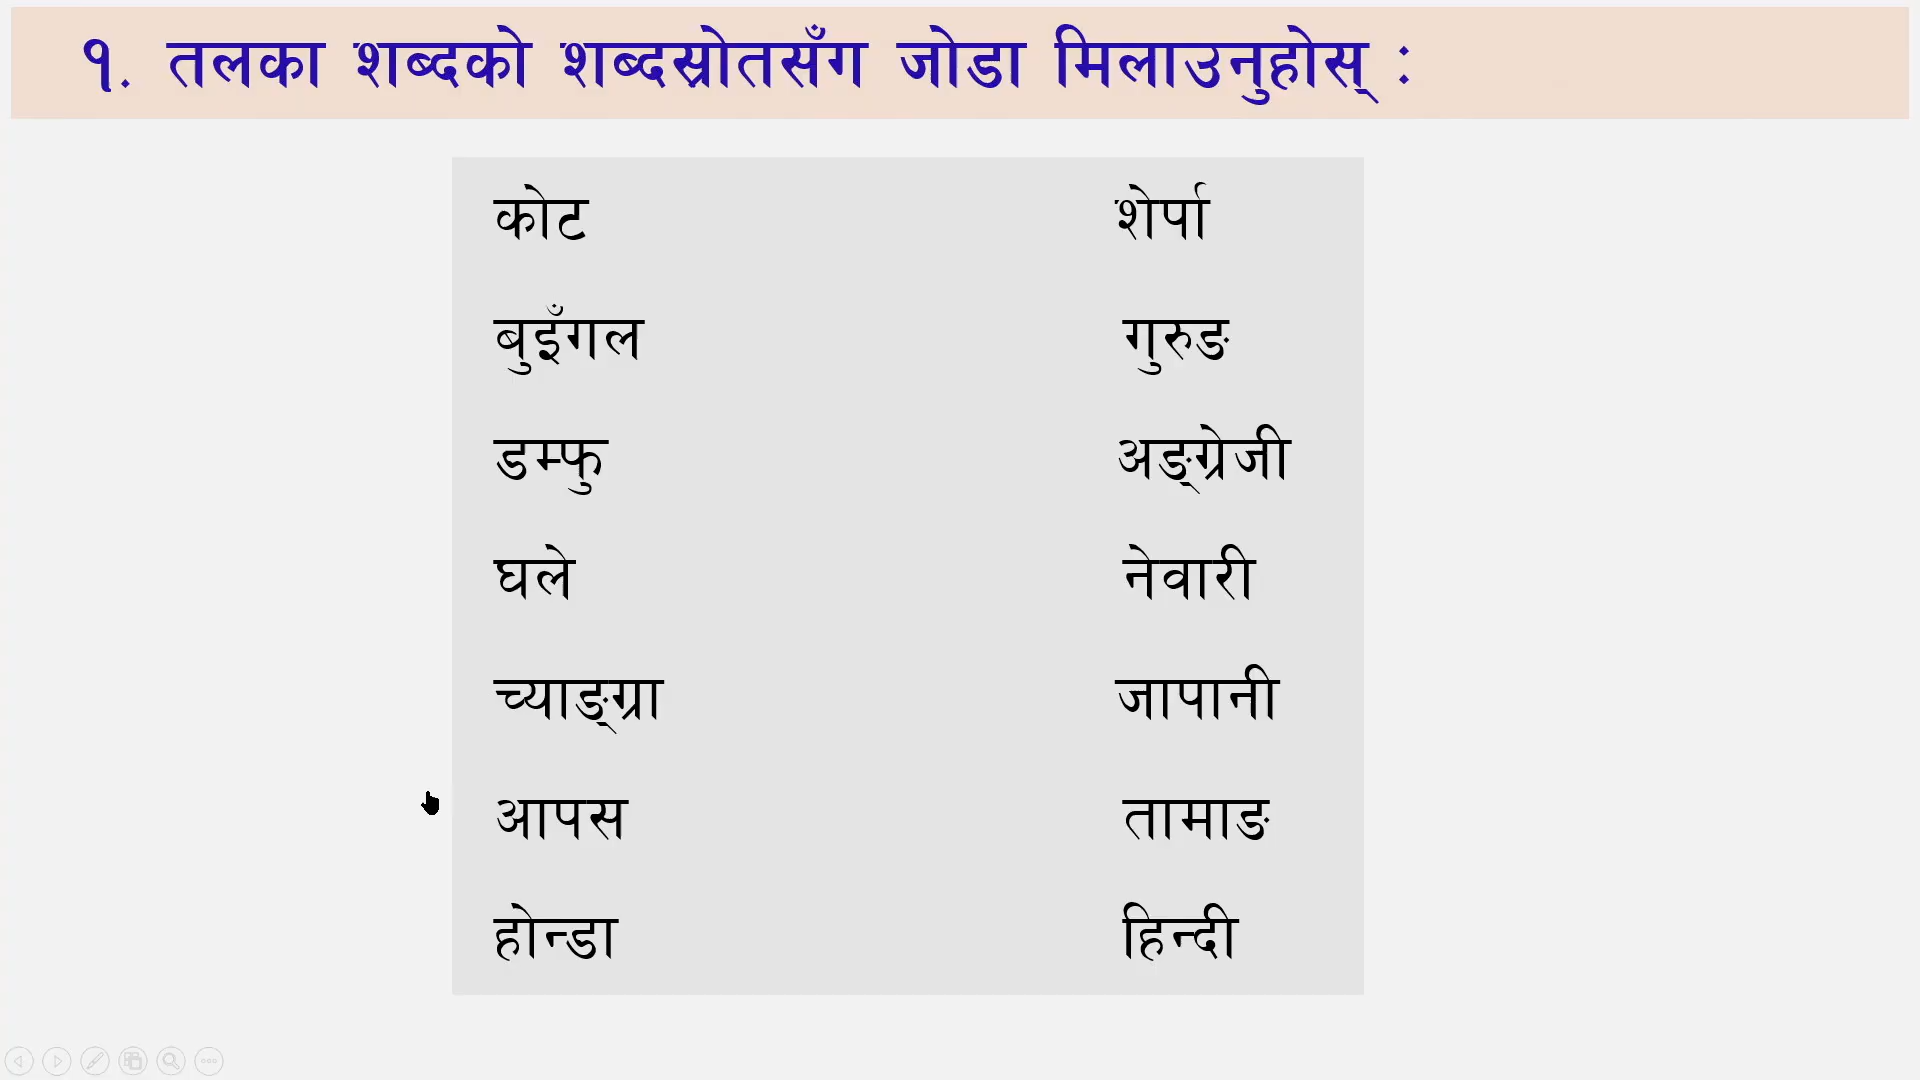 १. तलका शब्दको शब्दस्रोतसँग जोडा मिलाउनुहोस् :
कोट शेर्पा
बुइँगल गुरुङ
डम्फु अङ्ग्रेजी
घले नेवारी
च्याङ्ग्रा जापानी
आपस तामाङ
होन्डा हिन्दी